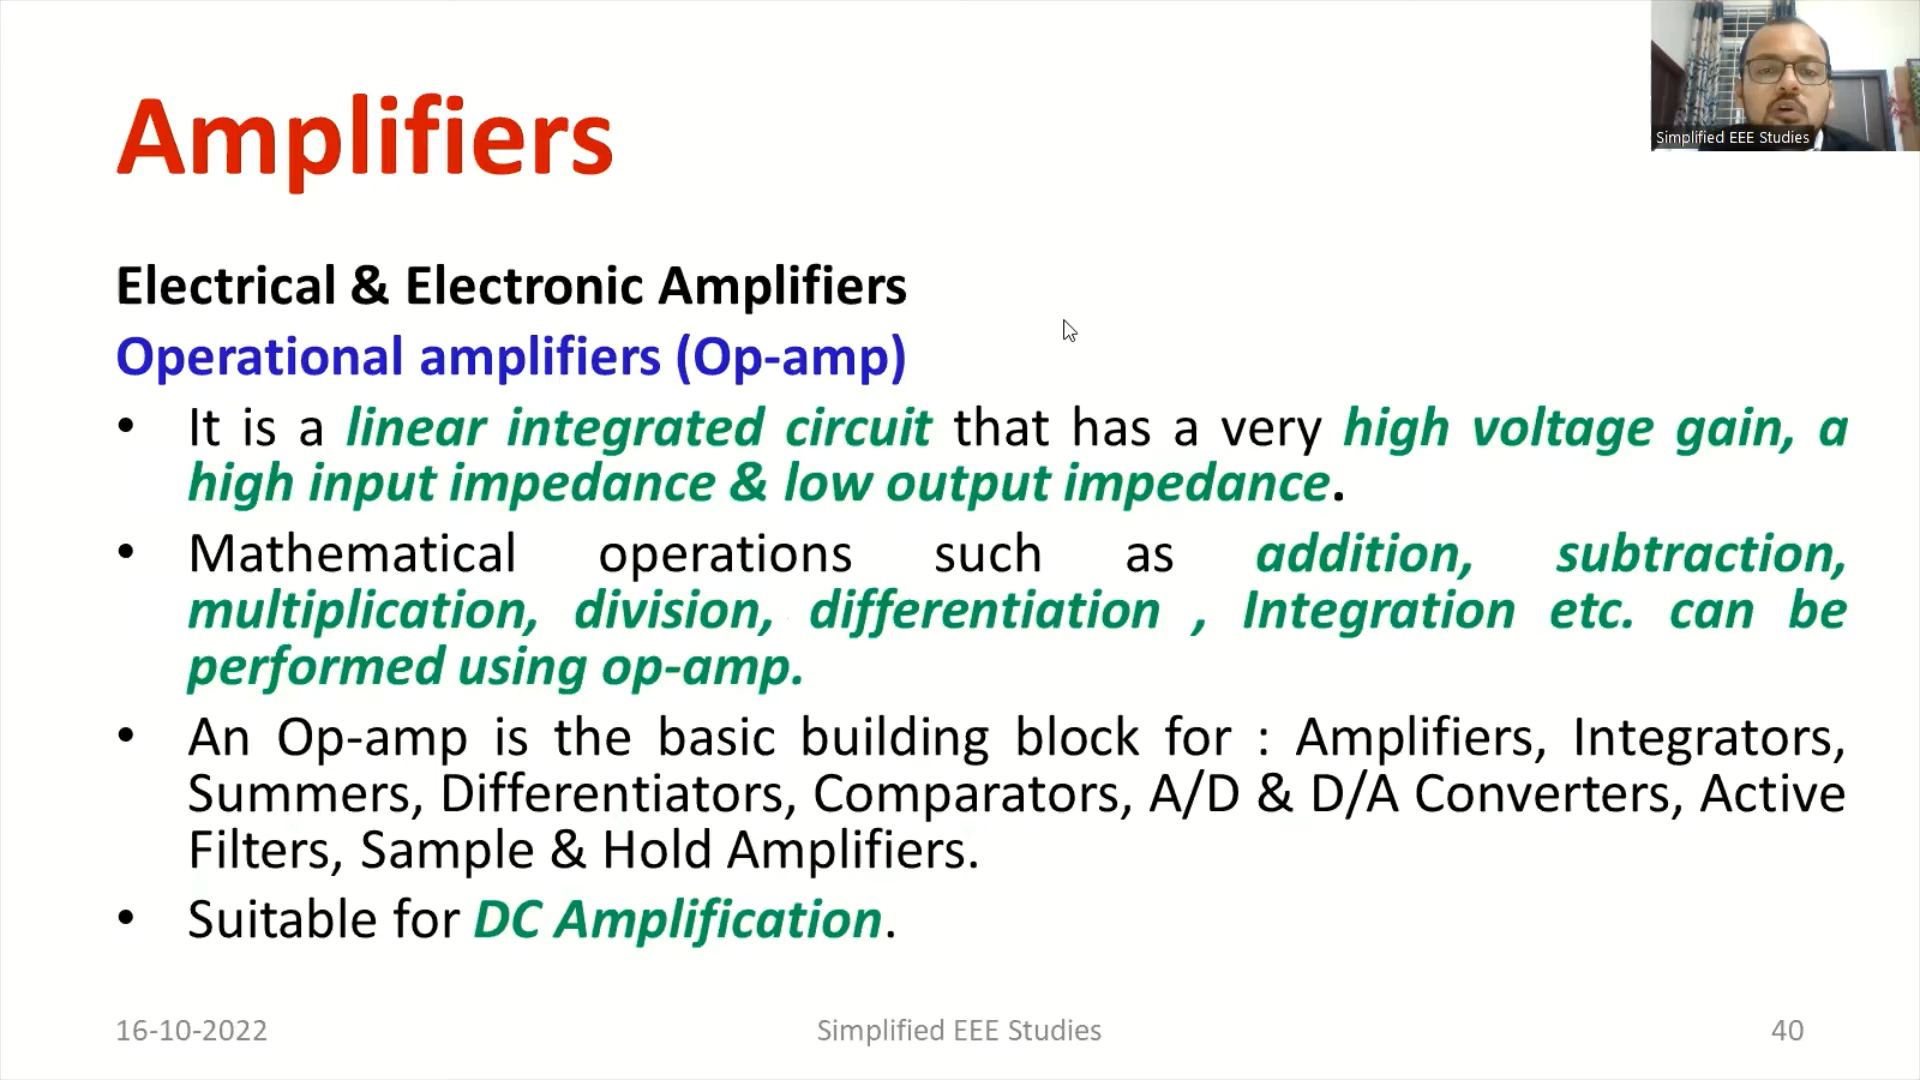 Amplifiers
Simplified EEE Studies
Electrical & Electronic Amplifiers
Operational amplifiers (Op-amp)
• It is a linear integrated circuit that has a very high voltage gain, a
high input impedance & low output impedance.
• Mathematical operations such as addition, subtraction,
multiplication, division, differentiation , Integration etc. can be
performed using op-amp.
• An Op-amp is the basic building block for : Amplifiers, Integrators,
Summers, Differentiators, Comparators, A/D & D/A Converters, Active
Filters, Sample & Hold Amplifiers.
• Suitable for DC Amplification.
16-10-2022 Simplified EEE Studies 40